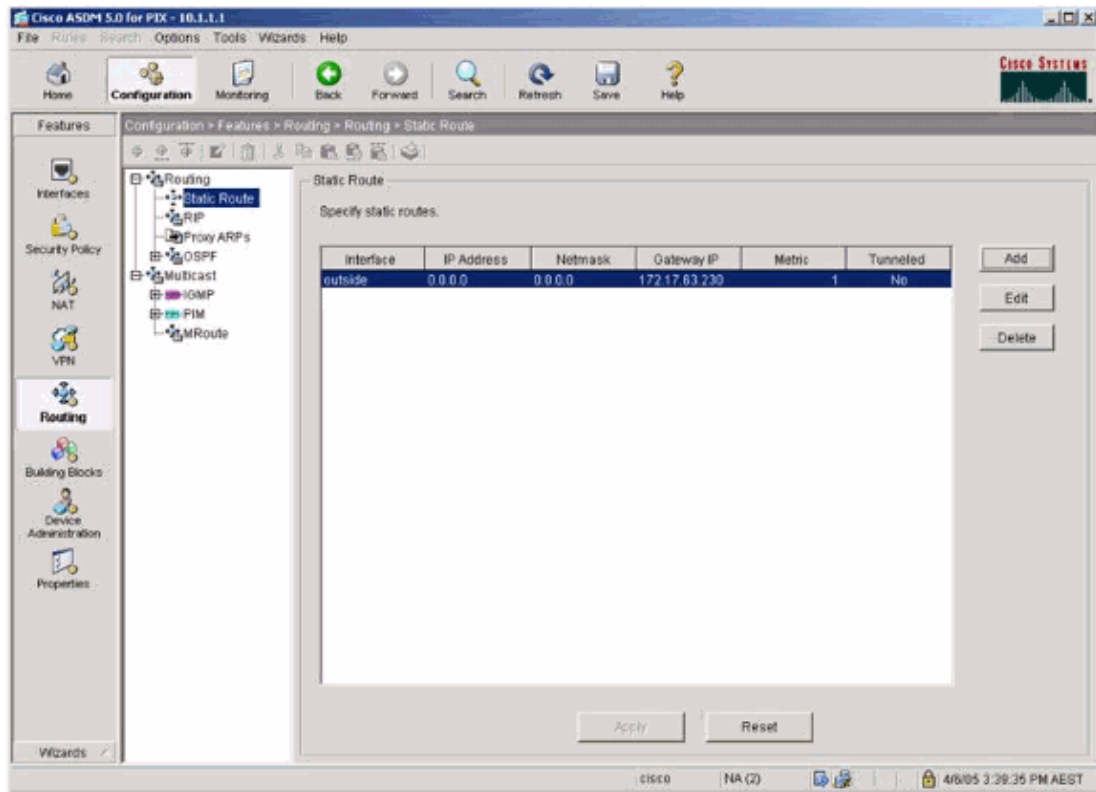 Cisco ASDM 5.0 for PIX - 10.1.1.1
File Rules Search Options Tools Wizards Help
Home Configuration Monitoring Back Forward Search Refresh Save Help
CISCO SYSTEMS
Features
Configuration > Features > Routing > Routing > Static Route
Interfaces
Security Policy
NAT
VPN
Routing
Building Blocks
Device
Administration
Properties
Wizards
Routing
Static Route
RIP
Proxy ARPs
OSPF
Multicast
IGMP
PIM
MRoute
Static Route
Specify static routes.
Interface IP Address Netmask Gateway IP Metric Tunneled
outside 0.0.0.0 0.0.0.0 172.17.63.230 1 No
Add
Edit
Delete
Apply Reset
cisco NA (2) 4/6/05 3:39:35 PM AEST